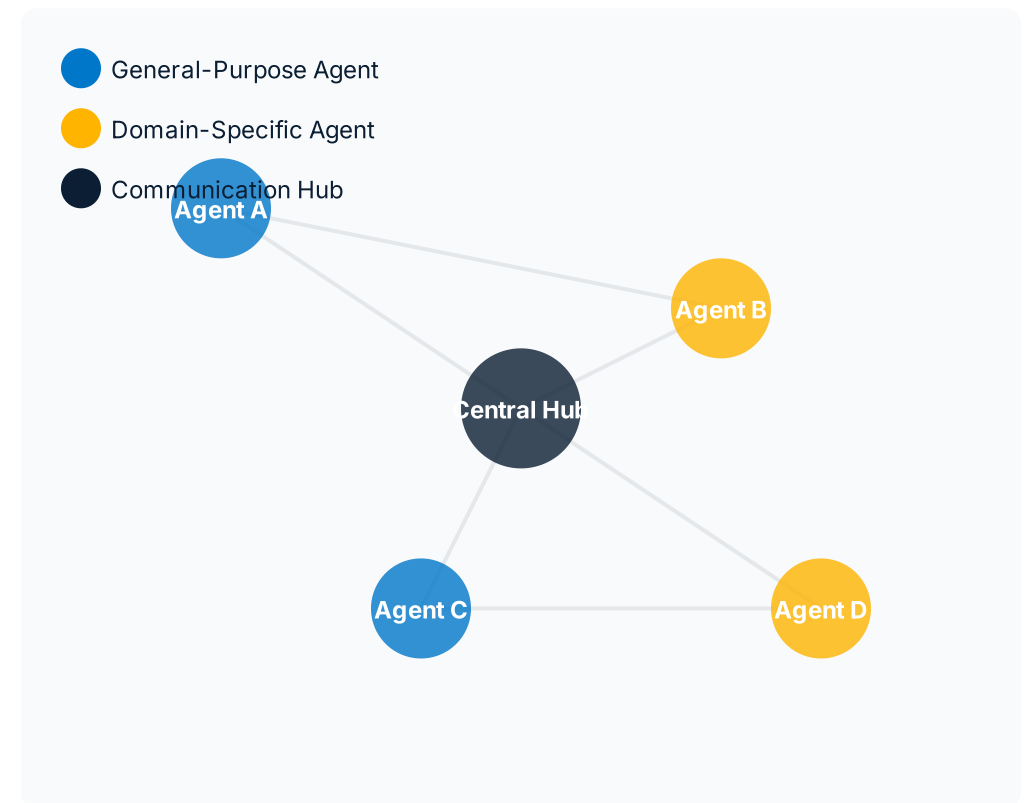 General-Purpose Agent
Domain-Specific Agent
Communication Hub
Agent A
Agent B
Central Hub
Agent C
Agent D